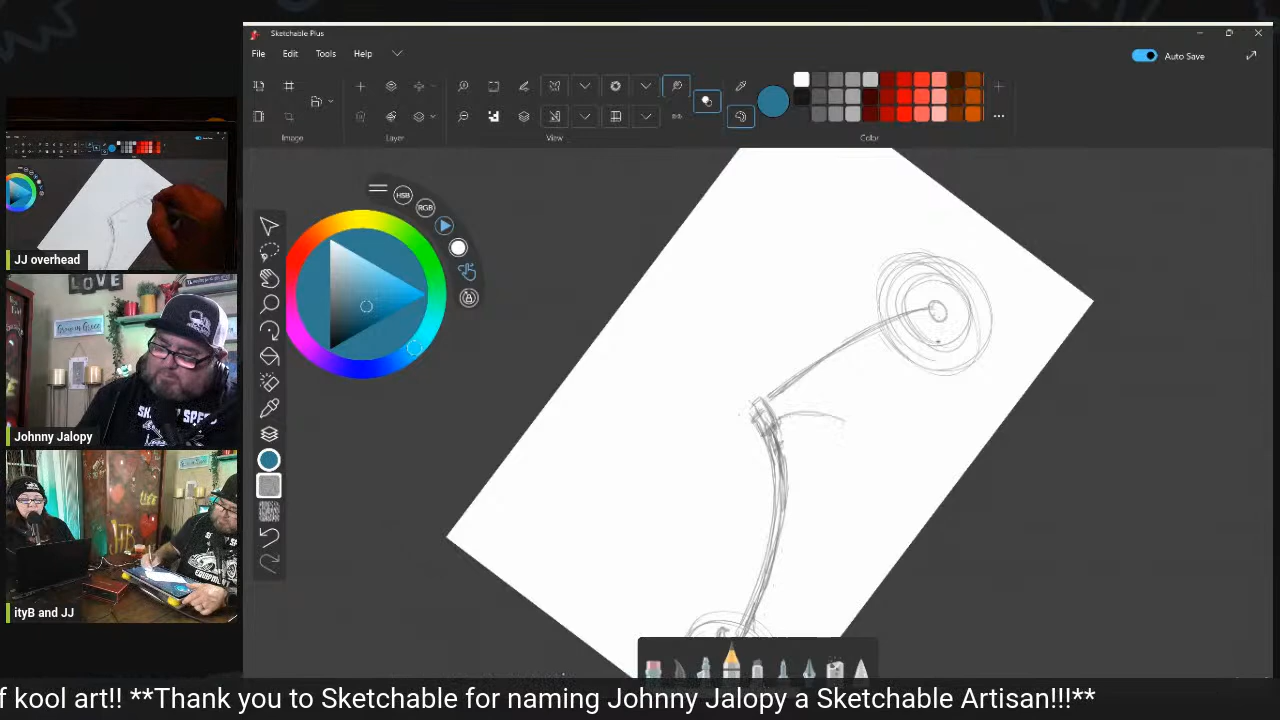 Sketchable Plus
File Edit Tools Help
Auto Save
Image Layer View Color
HSB
RGB
JJ overhead
LOVE
Johnny Jalopy
ityB and JJ
f kool art!! **Thank you to Sketchable for naming Johnny Jalopy a Sketchable Artisan!!!**